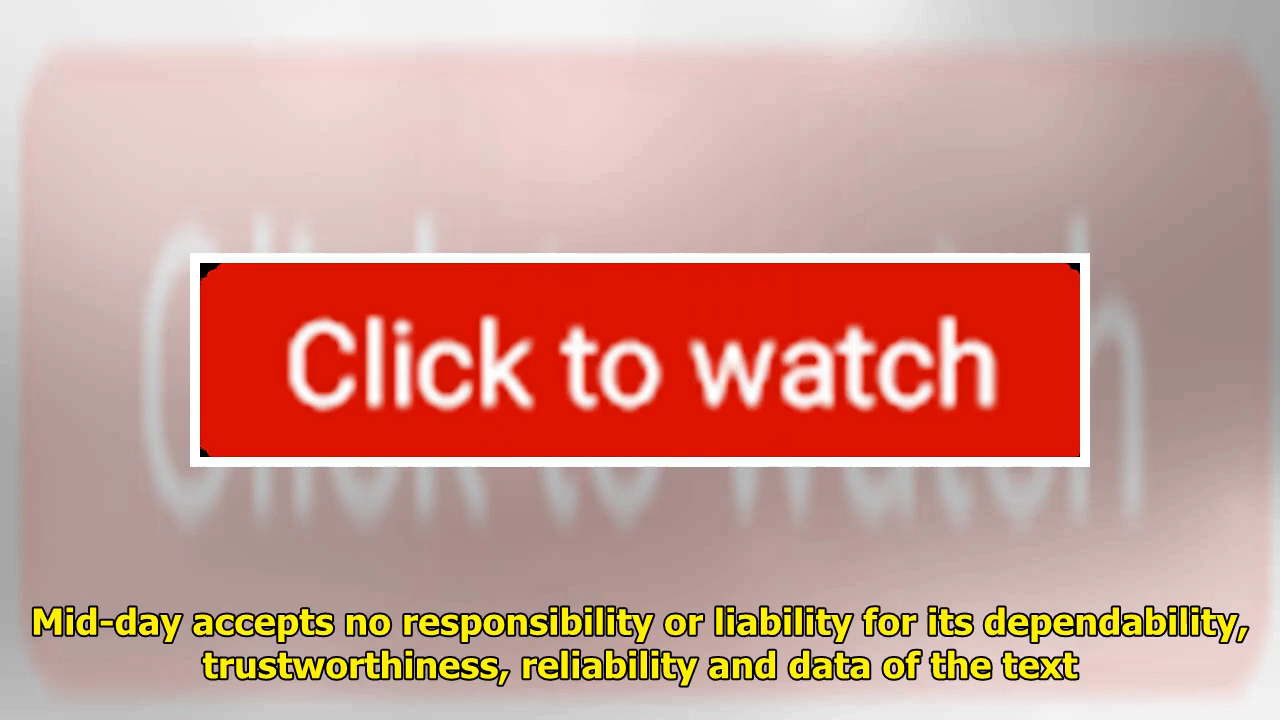 Click to watch
Mid-day accepts no responsibility or liability for its dependability,
trustworthiness, reliability and data of the text